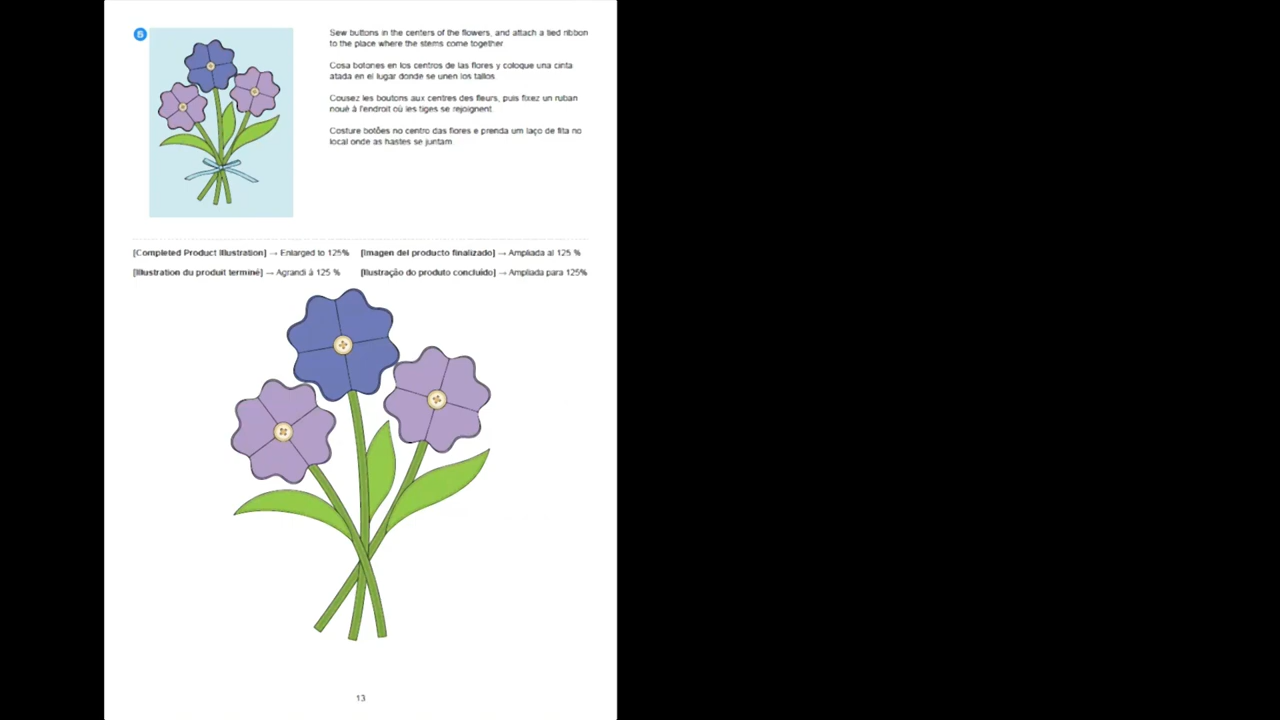 5
Sew buttons in the centers of the flowers, and attach a tied ribbon
to the place where the stems come together
Cosa botones en los centros de las flores y coloque una cinta
atada en el lugar donde se unen los tallos
Cousez les boutons aux centres des fleurs, puis fixez un ruban
noué à l'endroit où les tiges se rejoignent
Costure botões no centro das flores e prenda um laço de fita no
local onde as hastes se juntam
[Completed Product Illustration] → Enlarged to 125%
[Imagen del producto finalizado] → Ampliada al 125 %
[Illustration du produit terminé] → Agrandi à 125 %
[Ilustração do produto concluído] → Ampliada para 125%
13